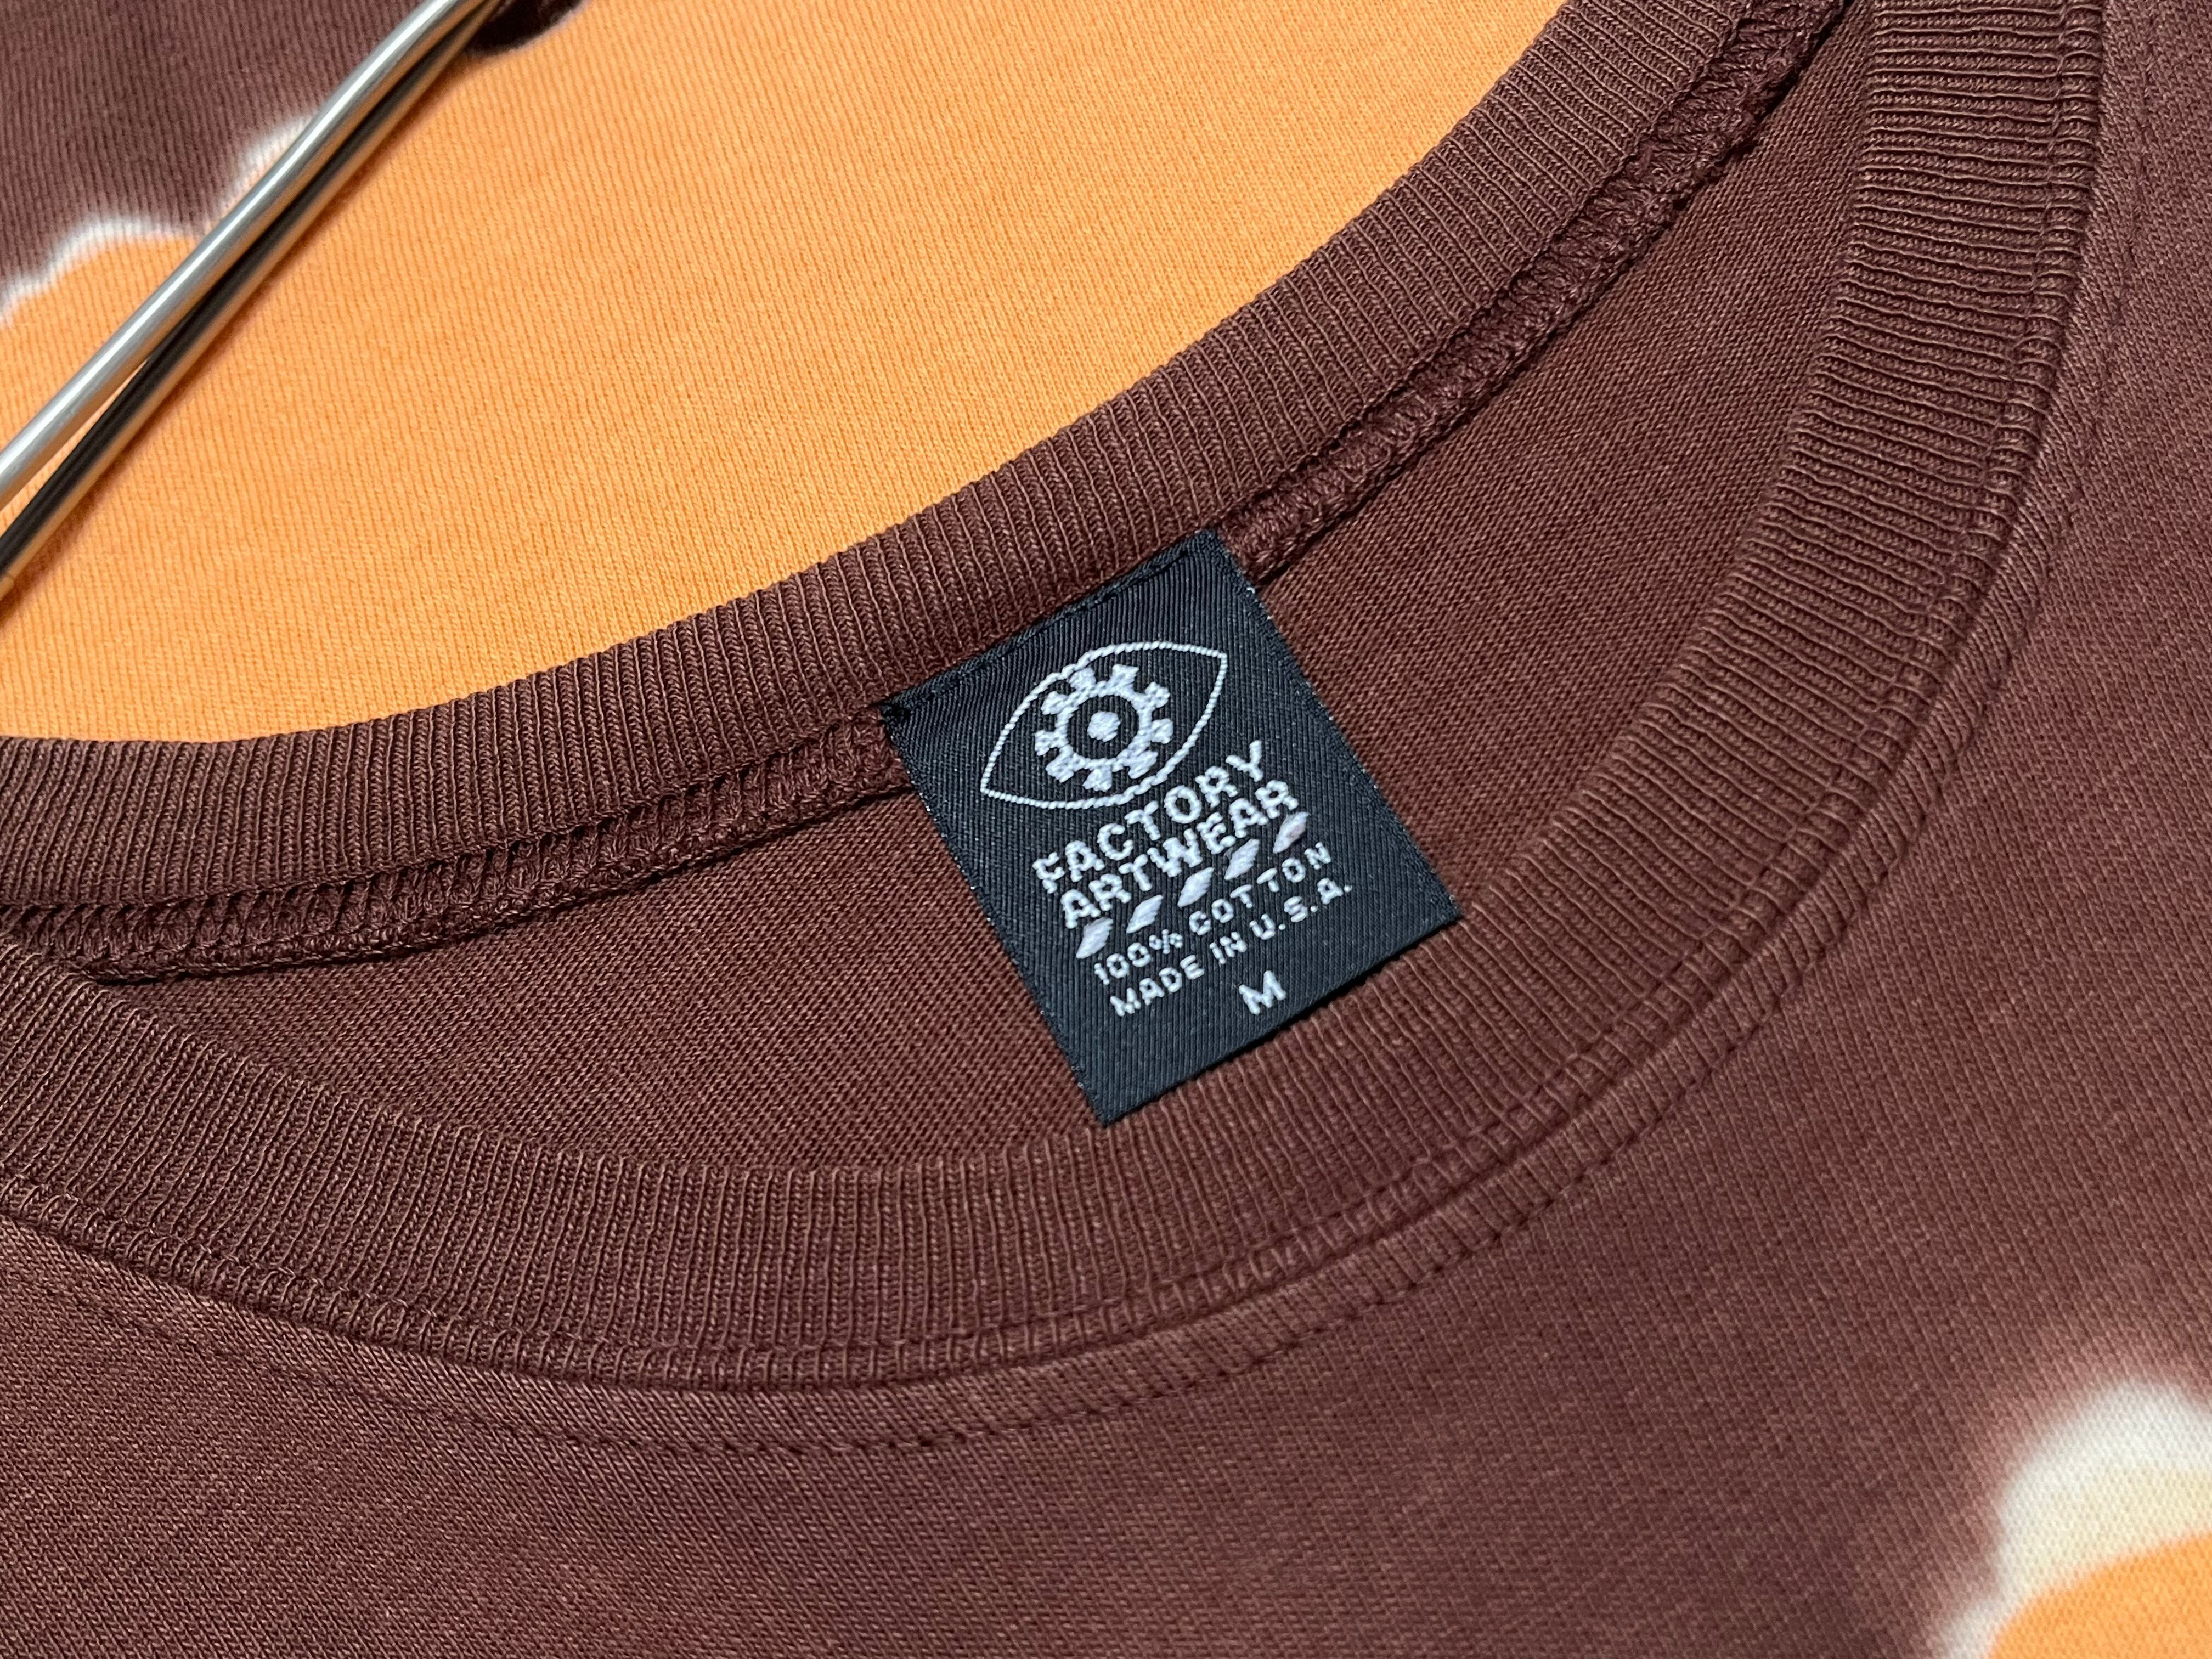 FACTORY
ARTWEAR
100% COTTON
MADE IN U.S.A.
M